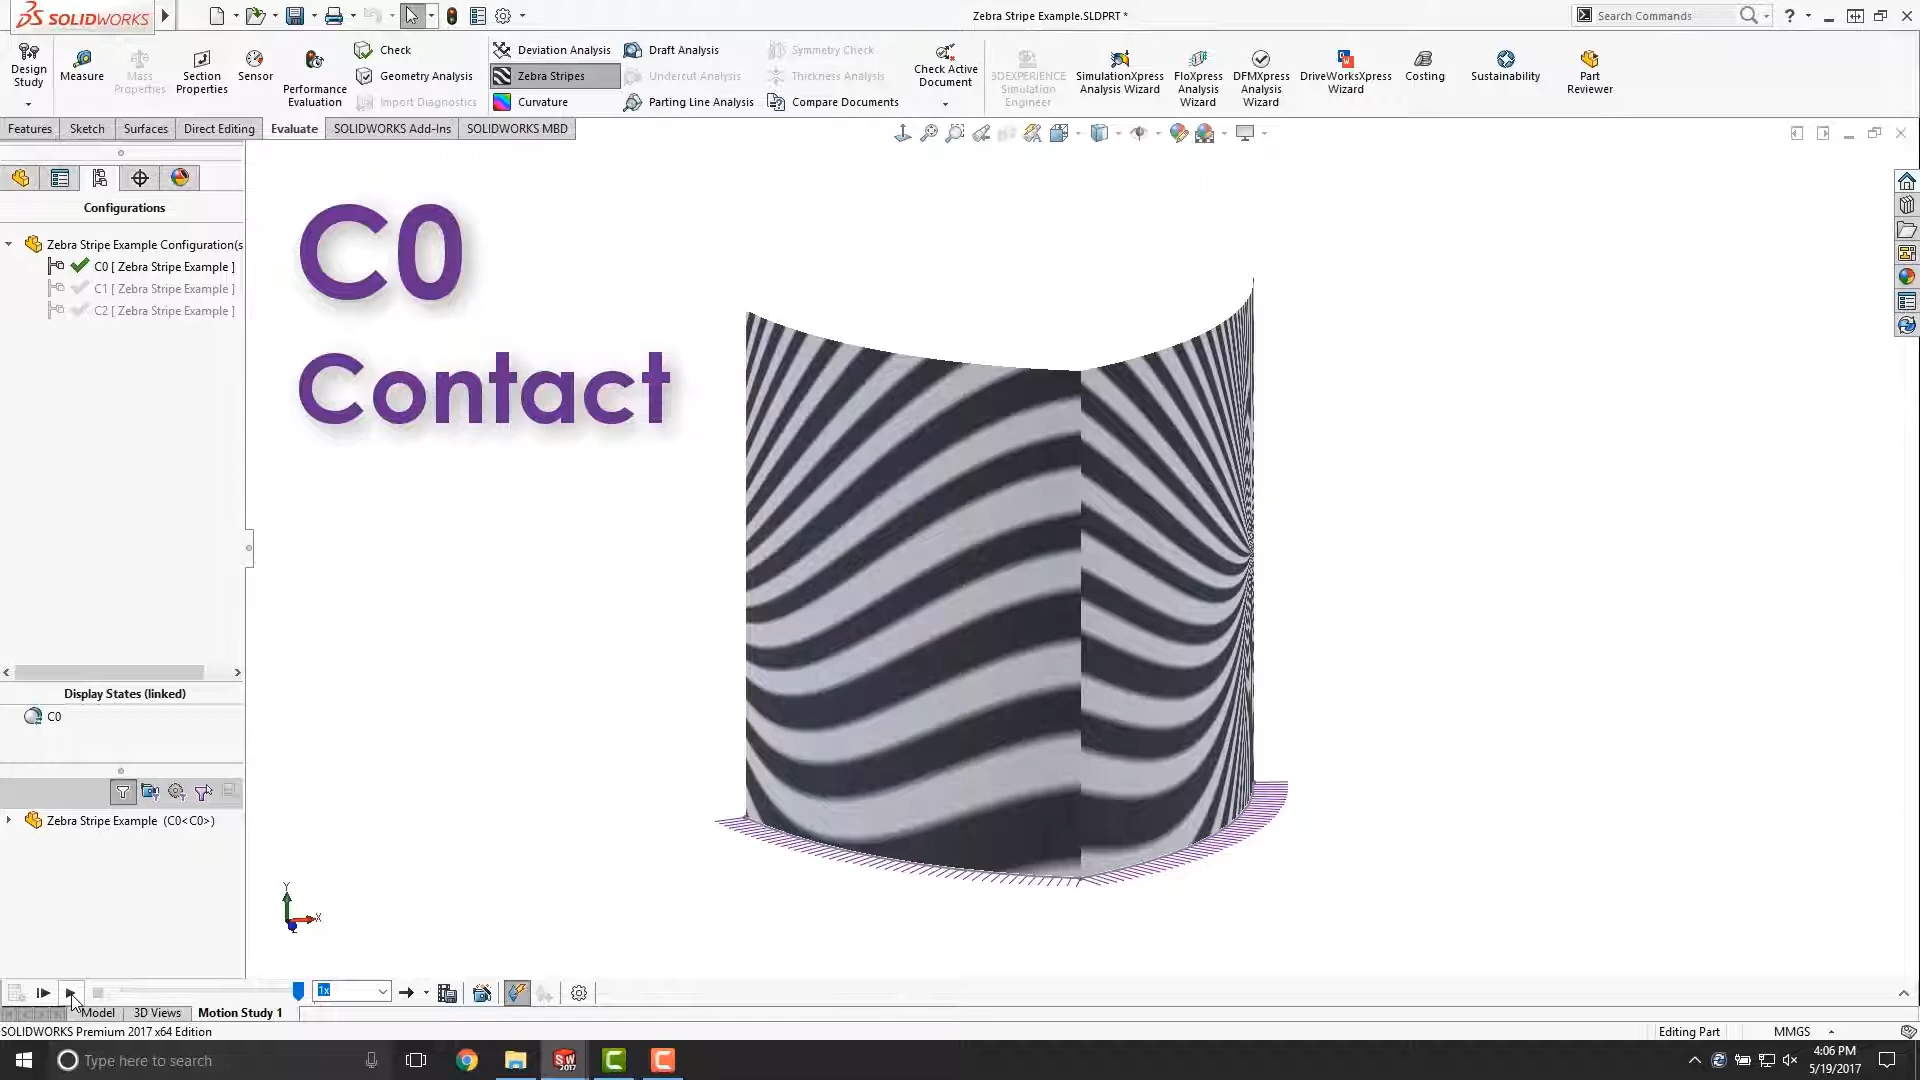 SOLIDWORKS
Zebra Stripe Example.SLDPRT *
Search Commands
Design Study
Measure
Mass Properties
Section Properties
Sensor
Performance Evaluation
Check
Geometry Analysis
Import Diagnostics
Deviation Analysis
Zebra Stripes
Curvature
Draft Analysis
Undercut Analysis
Parting Line Analysis
Symmetry Check
Thickness Analysis
Compare Documents
Check Active Document
3DEXPERIENCE Simulation Engineer
SimulationXpress Analysis Wizard
FloXpress Analysis Wizard
DFMXpress Analysis Wizard
DriveWorksXpress Wizard
Costing
Sustainability
Part Reviewer
Features
Sketch
Surfaces
Direct Editing
Evaluate
SOLIDWORKS Add-Ins
SOLIDWORKS MBD
Configurations
Zebra Stripe Example Configuration(s
C0 [ Zebra Stripe Example ]
C1 [ Zebra Stripe Example ]
C2 [ Zebra Stripe Example ]
C0
Contact
Display States (linked)
C0
Zebra Stripe Example (C0<C0>)
Y
X
Z
1x
Model
3D Views
Motion Study 1
SOLIDWORKS Premium 2017 x64 Edition
Editing Part
MMGS
Type here to search
SW
2017
4:06 PM
5/19/2017